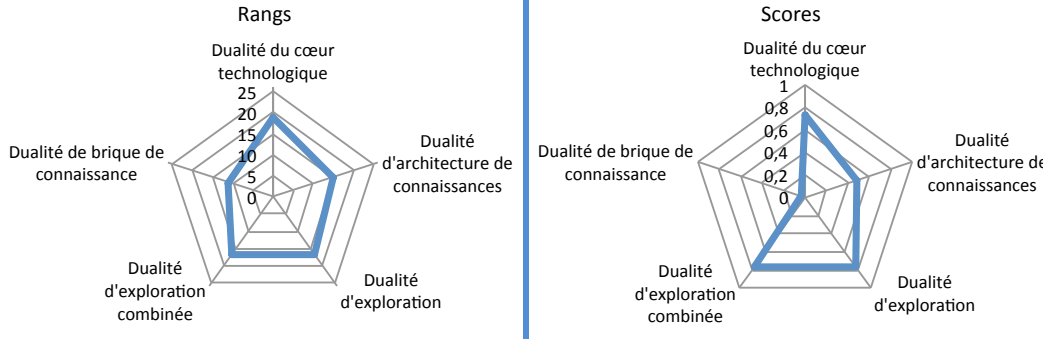 Rangs
Dualité du cœur
technologique
25
20
15
10
5
0
Dualité
d'architecture de
connaissances
Dualité
d'exploration
Dualité
d'exploration
combinée
Dualité de brique de
connaissance
Scores
Dualité du cœur
technologique
1
0,8
0,6
0,4
0,2
0
Dualité
d'architecture de
connaissances
Dualité
d'exploration
Dualité
d'exploration
combinée
Dualité de brique de
connaissance